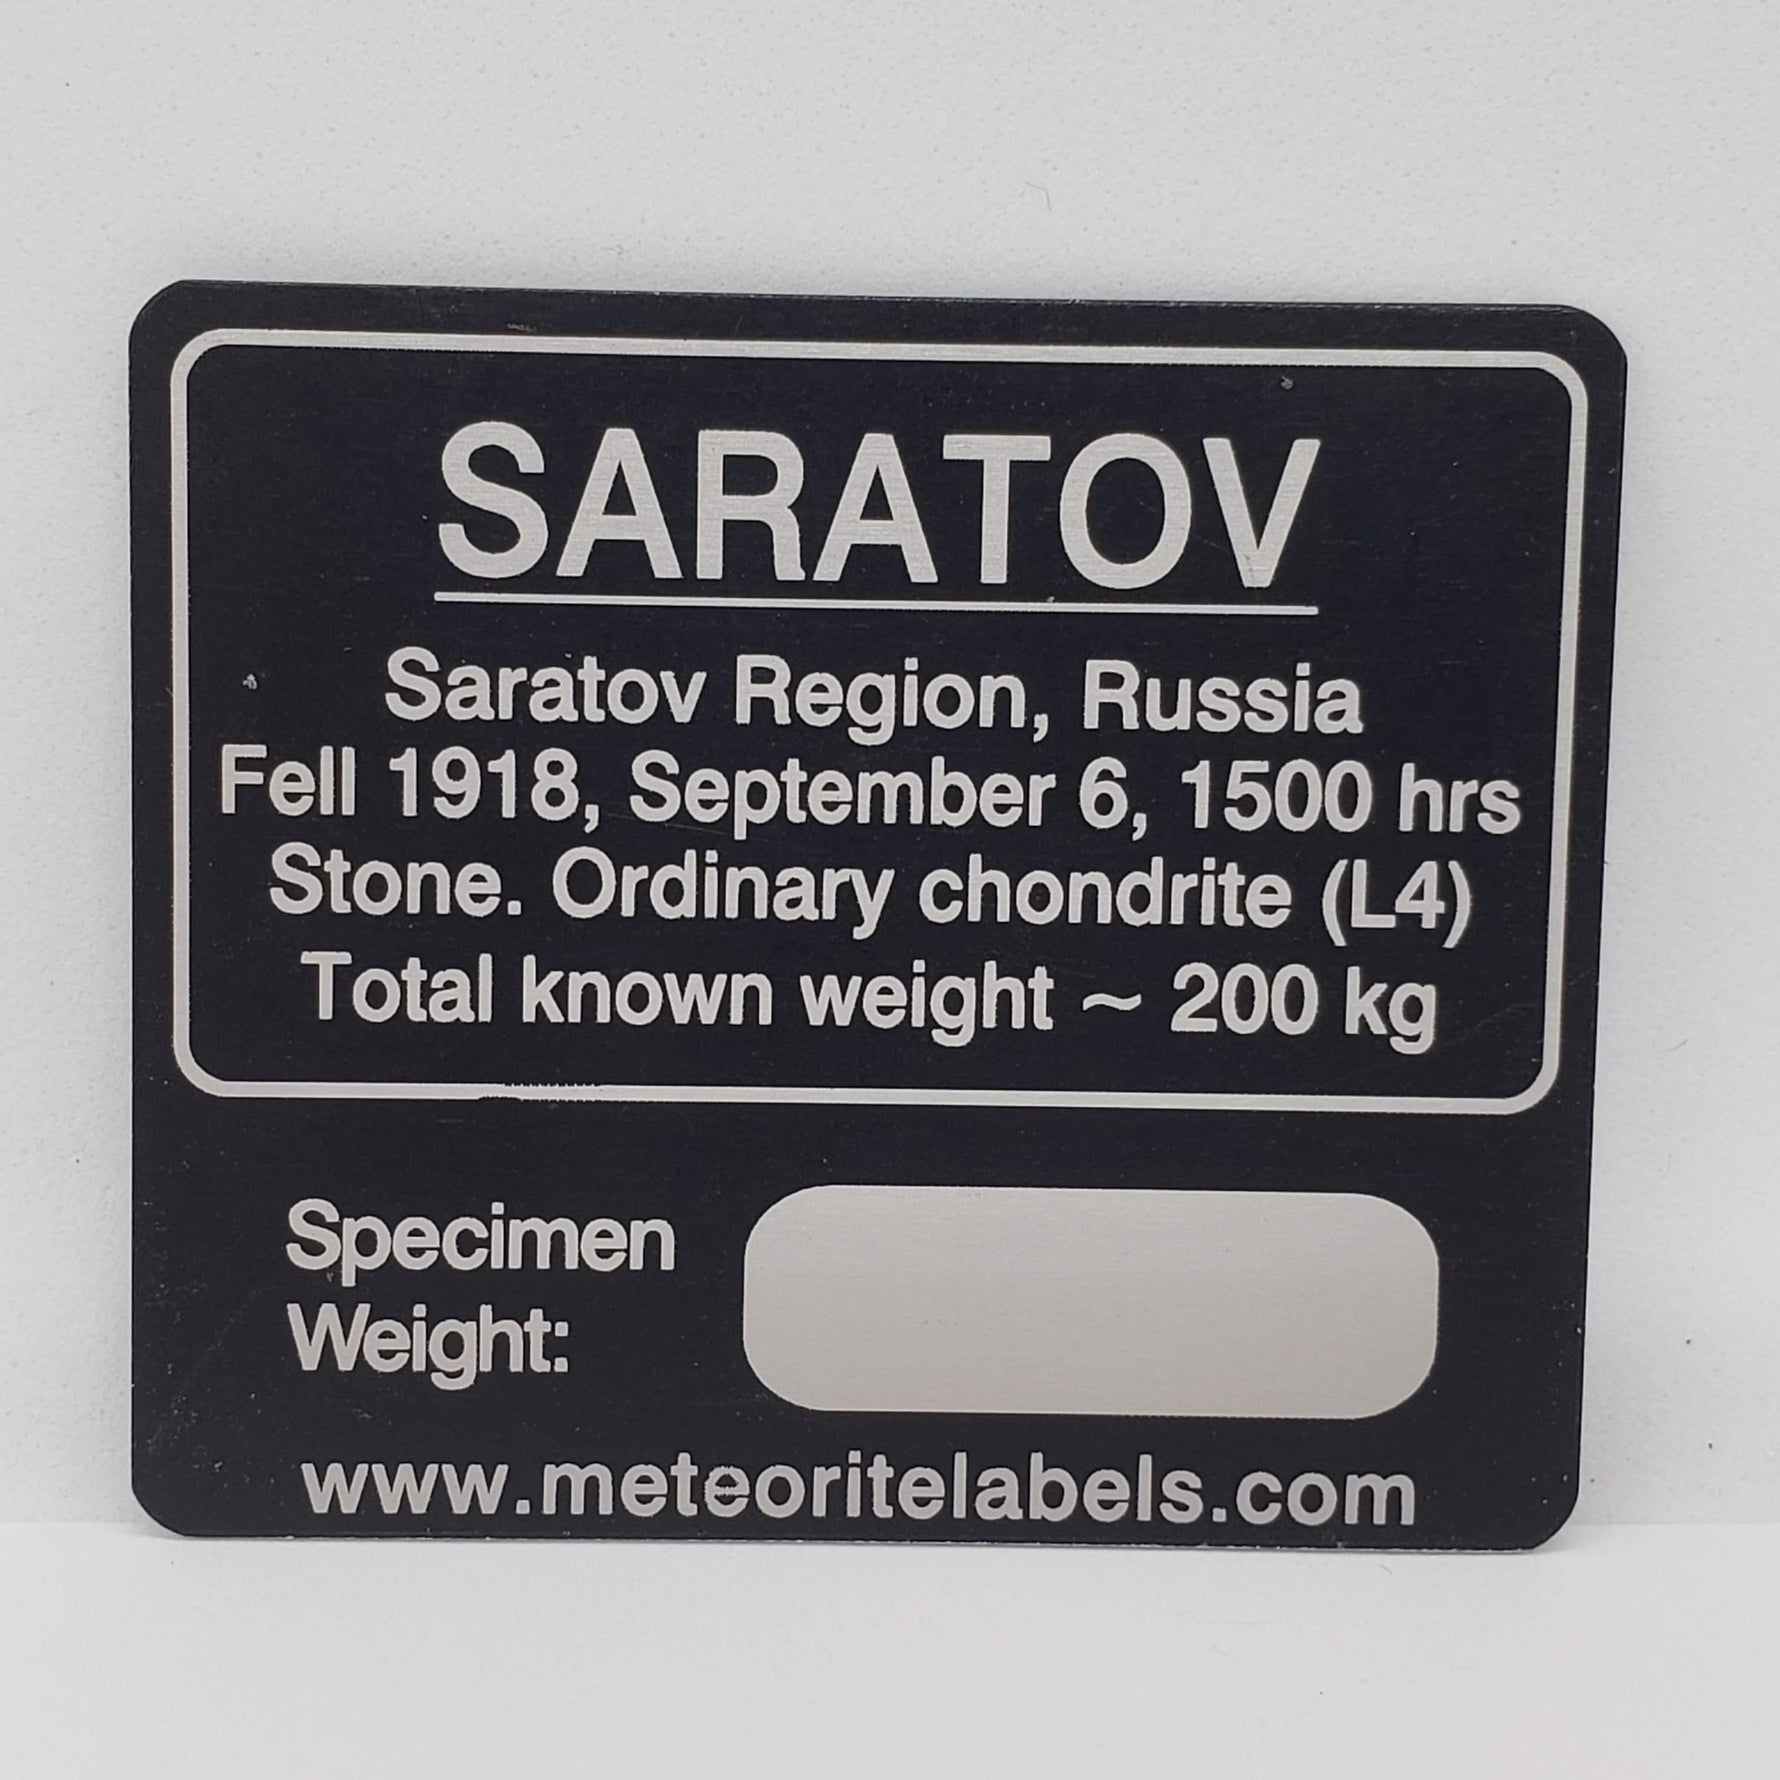 SARATOV
Saratov Region, Russia
Fell 1918, September 6, 1500 hrs
Stone. Ordinary chondrite (L4)
Total known weight ~ 200 kg
Specimen
Weight:
www.meteoritelabels.com